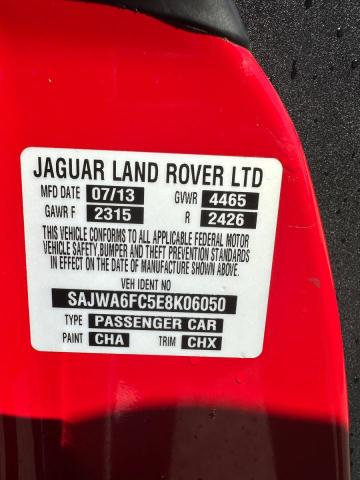 JAGUAR LAND ROVER LTD
MFD DATE 07/13 GVWR 4465
GAWR F 2315 R 2426
THIS VEHICLE CONFORMS TO ALL APPLICABLE FEDERAL MOTOR
VEHICLE SAFETY,BUMPER AND THEFT PREVENTION STANDARDS
IN EFFECT ON THE DATE OF MANUFACTURE SHOWN ABOVE.
VEH IDENT NO
SAJWA6FC5E8K06050
TYPE PASSENGER CAR
PAINT CHA TRIM CHX